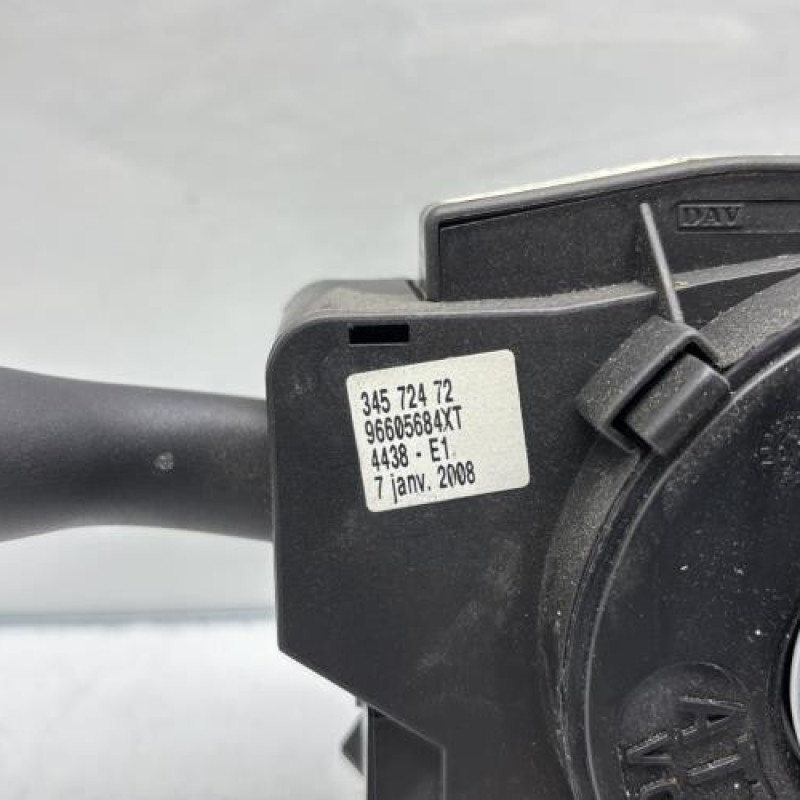 DAV
345 724 72
96605684XT
4438 - E1
7 janv. 2008